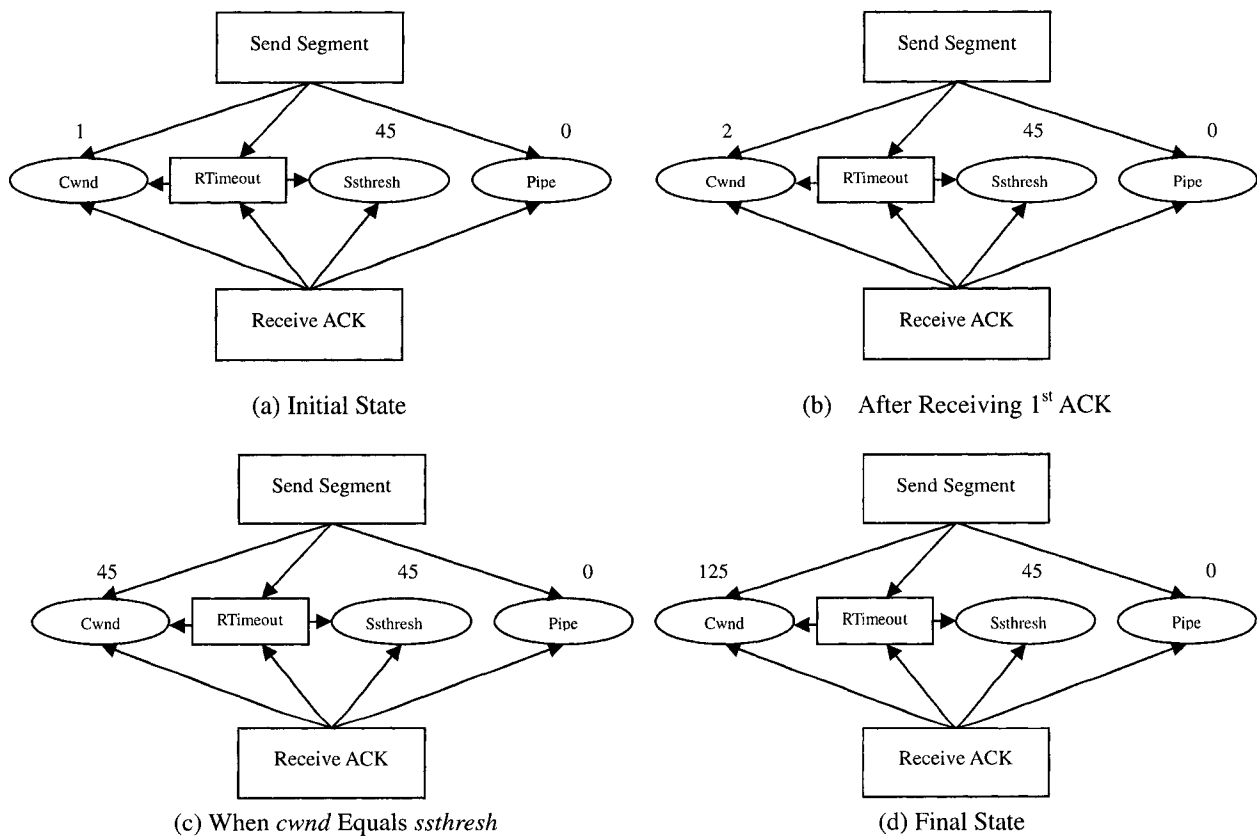 Send Segment
1 45 0
Cwnd RTimeout Ssthresh Pipe
Receive ACK
(a) Initial State
Send Segment
2 45 0
Cwnd RTimeout Ssthresh Pipe
Receive ACK
(b) After Receiving 1st ACK
Send Segment
45 45 0
Cwnd RTimeout Ssthresh Pipe
Receive ACK
(c) When cwnd Equals ssthresh
Send Segment
125 45 0
Cwnd RTimeout Ssthresh Pipe
Receive ACK
(d) Final State